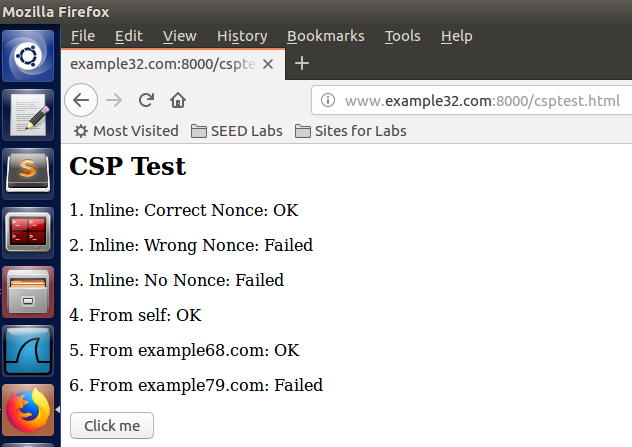 Mozilla Firefox
File Edit View History Bookmarks Tools Help
example32.com:8000/cspte
www.example32.com:8000/csptest.html
Most Visited SEED Labs Sites for Labs
CSP Test
1. Inline: Correct Nonce: OK
2. Inline: Wrong Nonce: Failed
3. Inline: No Nonce: Failed
4. From self: OK
5. From example68.com: OK
6. From example79.com: Failed
Click me